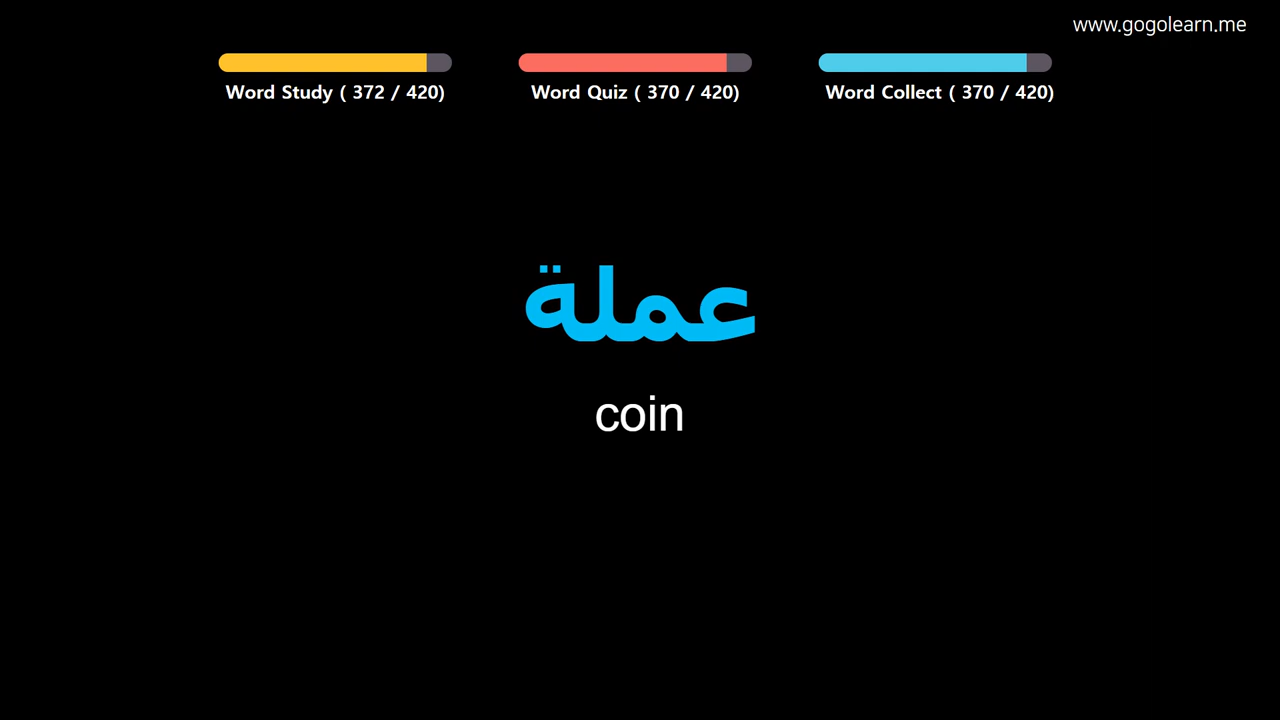 www.gogolearn.me
Word Study ( 372 / 420)
Word Quiz ( 370 / 420)
Word Collect ( 370 / 420)
عملة
coin